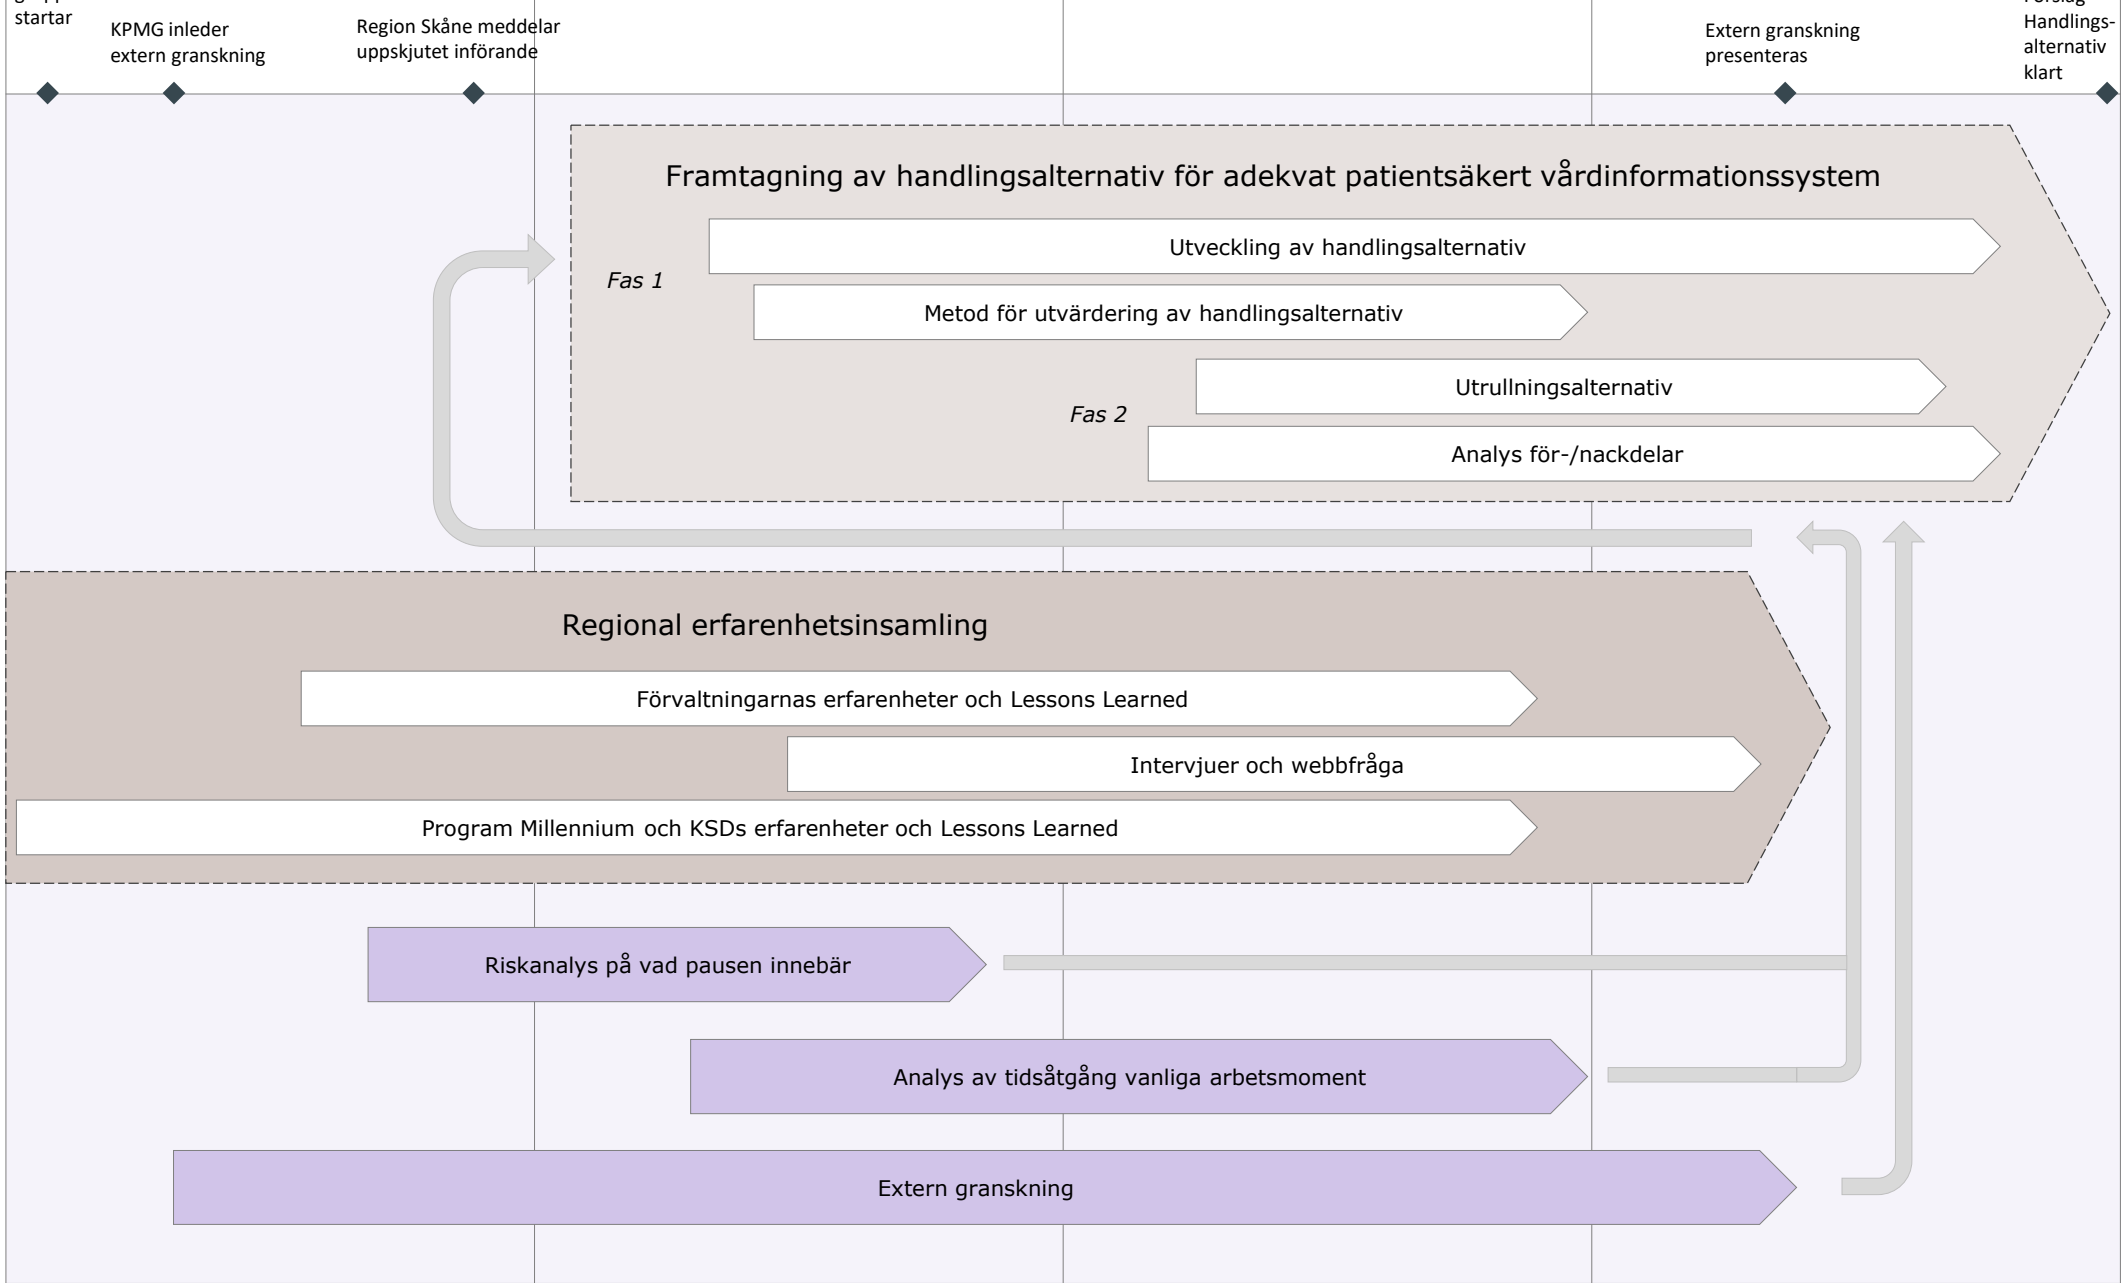 startar
KPMG inleder
extern granskning
Region Skåne meddelar
uppskjutet införande
Extern granskning
presenteras
Handlings-
alternativ
klart
Framtagning av handlingsalternativ för adekvat patientsäkert vårdinformationssystem
Utveckling av handlingsalternativ
Fas 1
Metod för utvärdering av handlingsalternativ
Utrullningsalternativ
Fas 2
Analys för-/nackdelar
Regional erfarenhetsinsamling
Förvaltningarnas erfarenheter och Lessons Learned
Intervjuer och webbfråga
Program Millennium och KSDs erfarenheter och Lessons Learned
Riskanalys på vad pausen innebär
Analys av tidsåtgång vanliga arbetsmoment
Extern granskning